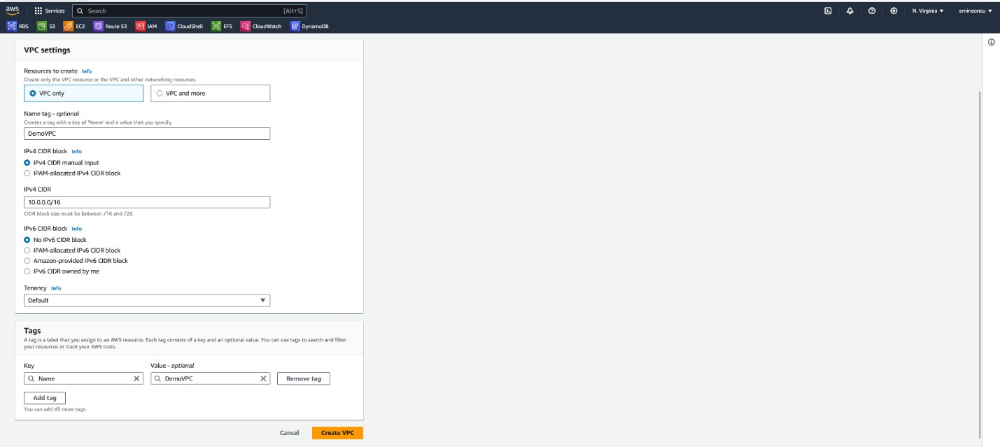 aws Services Search [Alt+S] N. Virginia emineoncu
RDS S3 EC2 Route 53 IAM CloudShell EFS CloudWatch DynamoDB
VPC settings
Resources to create Info
Create only the VPC resource or the VPC and other networking resources.
VPC only VPC and more
Name tag - optional
Creates a tag with a key of 'Name' and a value that you specify.
DemoVPC
IPv4 CIDR block Info
IPv4 CIDR manual input
IPAM-allocated IPv4 CIDR block
IPv4 CIDR
10.0.0.0/16
CIDR block size must be between /16 and /28.
IPv6 CIDR block Info
No IPv6 CIDR block
IPAM-allocated IPv6 CIDR block
Amazon-provided IPv6 CIDR block
IPv6 CIDR owned by me
Tenancy Info
Default
Tags
A tag is a label that you assign to an AWS resource. Each tag consists of a key and an optional value. You can use tags to search and filter
your resources or track your AWS costs.
Key Value - optional
Name DemoVPC Remove tag
Add tag
You can add 49 more tags
Cancel Create VPC